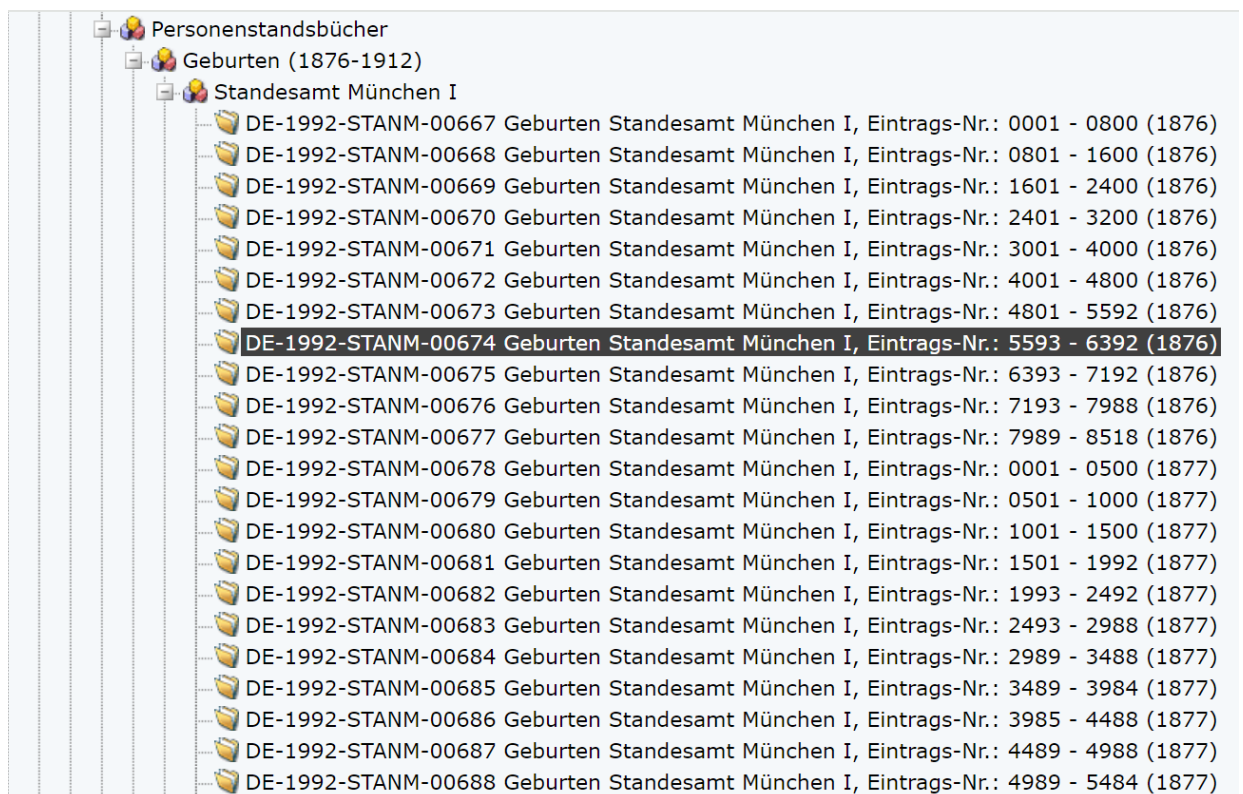 Personenstandsbücher
Geburten (1876-1912)
Standesamt München I
DE-1992-STANM-00667 Geburten Standesamt München I, Eintrags-Nr.: 0001 - 0800 (1876)
DE-1992-STANM-00668 Geburten Standesamt München I, Eintrags-Nr.: 0801 - 1600 (1876)
DE-1992-STANM-00669 Geburten Standesamt München I, Eintrags-Nr.: 1601 - 2400 (1876)
DE-1992-STANM-00670 Geburten Standesamt München I, Eintrags-Nr.: 2401 - 3200 (1876)
DE-1992-STANM-00671 Geburten Standesamt München I, Eintrags-Nr.: 3001 - 4000 (1876)
DE-1992-STANM-00672 Geburten Standesamt München I, Eintrags-Nr.: 4001 - 4800 (1876)
DE-1992-STANM-00673 Geburten Standesamt München I, Eintrags-Nr.: 4801 - 5592 (1876)
DE-1992-STANM-00674 Geburten Standesamt München I, Eintrags-Nr.: 5593 - 6392 (1876)
DE-1992-STANM-00675 Geburten Standesamt München I, Eintrags-Nr.: 6393 - 7192 (1876)
DE-1992-STANM-00676 Geburten Standesamt München I, Eintrags-Nr.: 7193 - 7988 (1876)
DE-1992-STANM-00677 Geburten Standesamt München I, Eintrags-Nr.: 7989 - 8518 (1876)
DE-1992-STANM-00678 Geburten Standesamt München I, Eintrags-Nr.: 0001 - 0500 (1877)
DE-1992-STANM-00679 Geburten Standesamt München I, Eintrags-Nr.: 0501 - 1000 (1877)
DE-1992-STANM-00680 Geburten Standesamt München I, Eintrags-Nr.: 1001 - 1500 (1877)
DE-1992-STANM-00681 Geburten Standesamt München I, Eintrags-Nr.: 1501 - 1992 (1877)
DE-1992-STANM-00682 Geburten Standesamt München I, Eintrags-Nr.: 1993 - 2492 (1877)
DE-1992-STANM-00683 Geburten Standesamt München I, Eintrags-Nr.: 2493 - 2988 (1877)
DE-1992-STANM-00684 Geburten Standesamt München I, Eintrags-Nr.: 2989 - 3488 (1877)
DE-1992-STANM-00685 Geburten Standesamt München I, Eintrags-Nr.: 3489 - 3984 (1877)
DE-1992-STANM-00686 Geburten Standesamt München I, Eintrags-Nr.: 3985 - 4488 (1877)
DE-1992-STANM-00687 Geburten Standesamt München I, Eintrags-Nr.: 4489 - 4988 (1877)
DE-1992-STANM-00688 Geburten Standesamt München I, Eintrags-Nr.: 4989 - 5484 (1877)